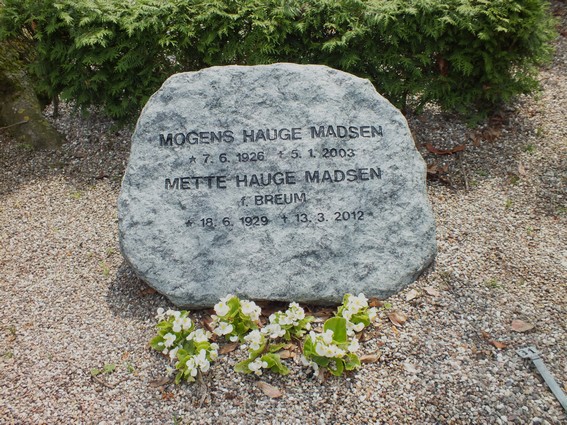 MOGENS HAUGE MADSEN
* 7. 6. 1926 † 5. 1. 2003
METTE HAUGE MADSEN
f. BREUM
* 18. 6. 1929 † 13. 3. 2012